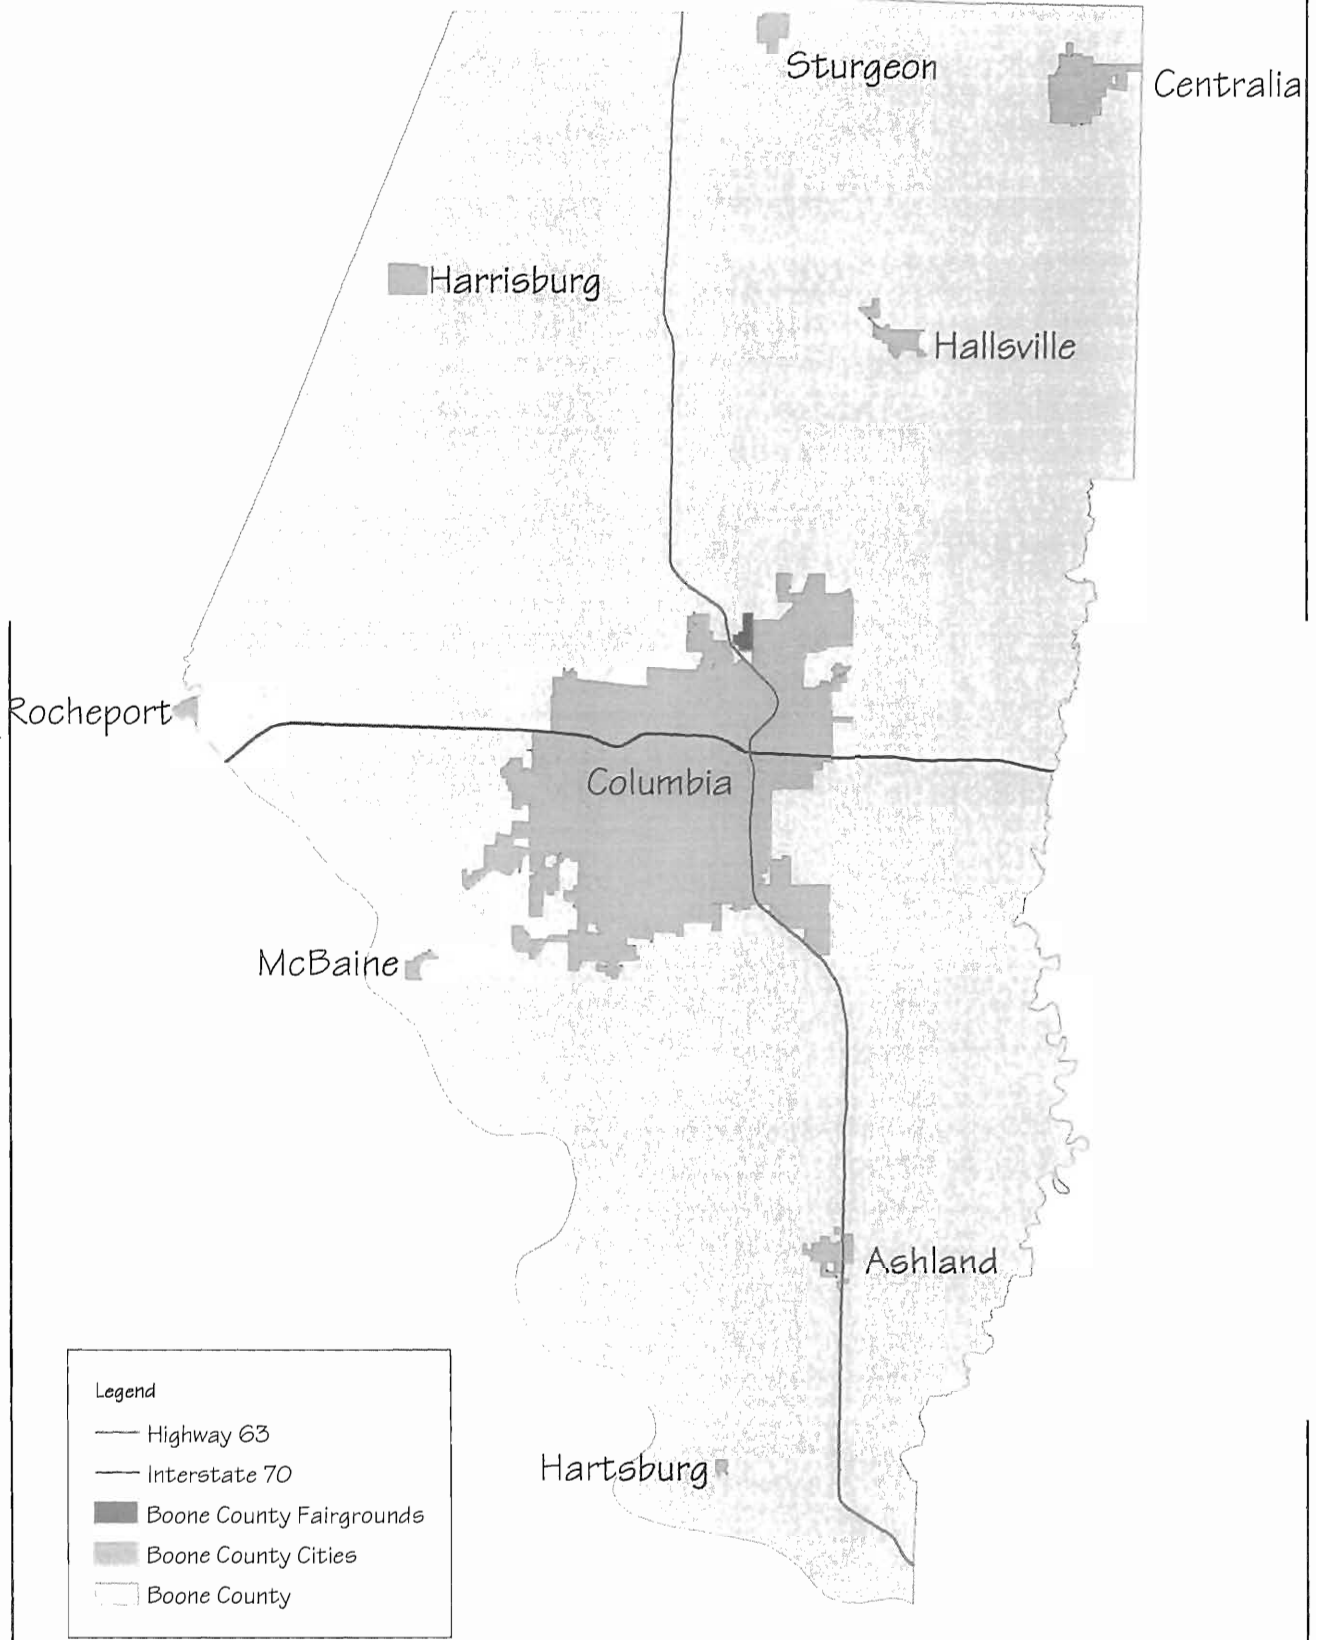 Sturgeon
Centralia
Harrisburg
Hallsville
Rocheport
Columbia
McBaine
Ashland
Hartsburg
Legend
Highway 63
Interstate 70
Boone County Fairgrounds
Boone County Cities
Boone County